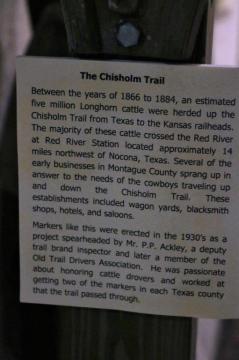 The Chisholm Trail
Between the years of 1866 to 1884, an estimated
five million Longhorn cattle were herded up the
Chisholm Trail from Texas to the Kansas railheads.
The majority of these cattle crossed the Red River
at Red River Station located approximately 14
miles northwest of Nocona, Texas. Several of the
early businesses in Montague County sprang up in
answer to the needs of the cowboys traveling up
and down the Chisholm Trail. These
establishments included wagon yards, blacksmith
shops, hotels, and saloons.
Markers like this were erected in the 1930's as a
project spearheaded by Mr. P.P. Ackley, a deputy
trail brand inspector and later a member of the
Old Trail Drivers Association. He was passionate
about honoring cattle drovers and worked at
getting two of the markers in each Texas county
that the trail passed through.